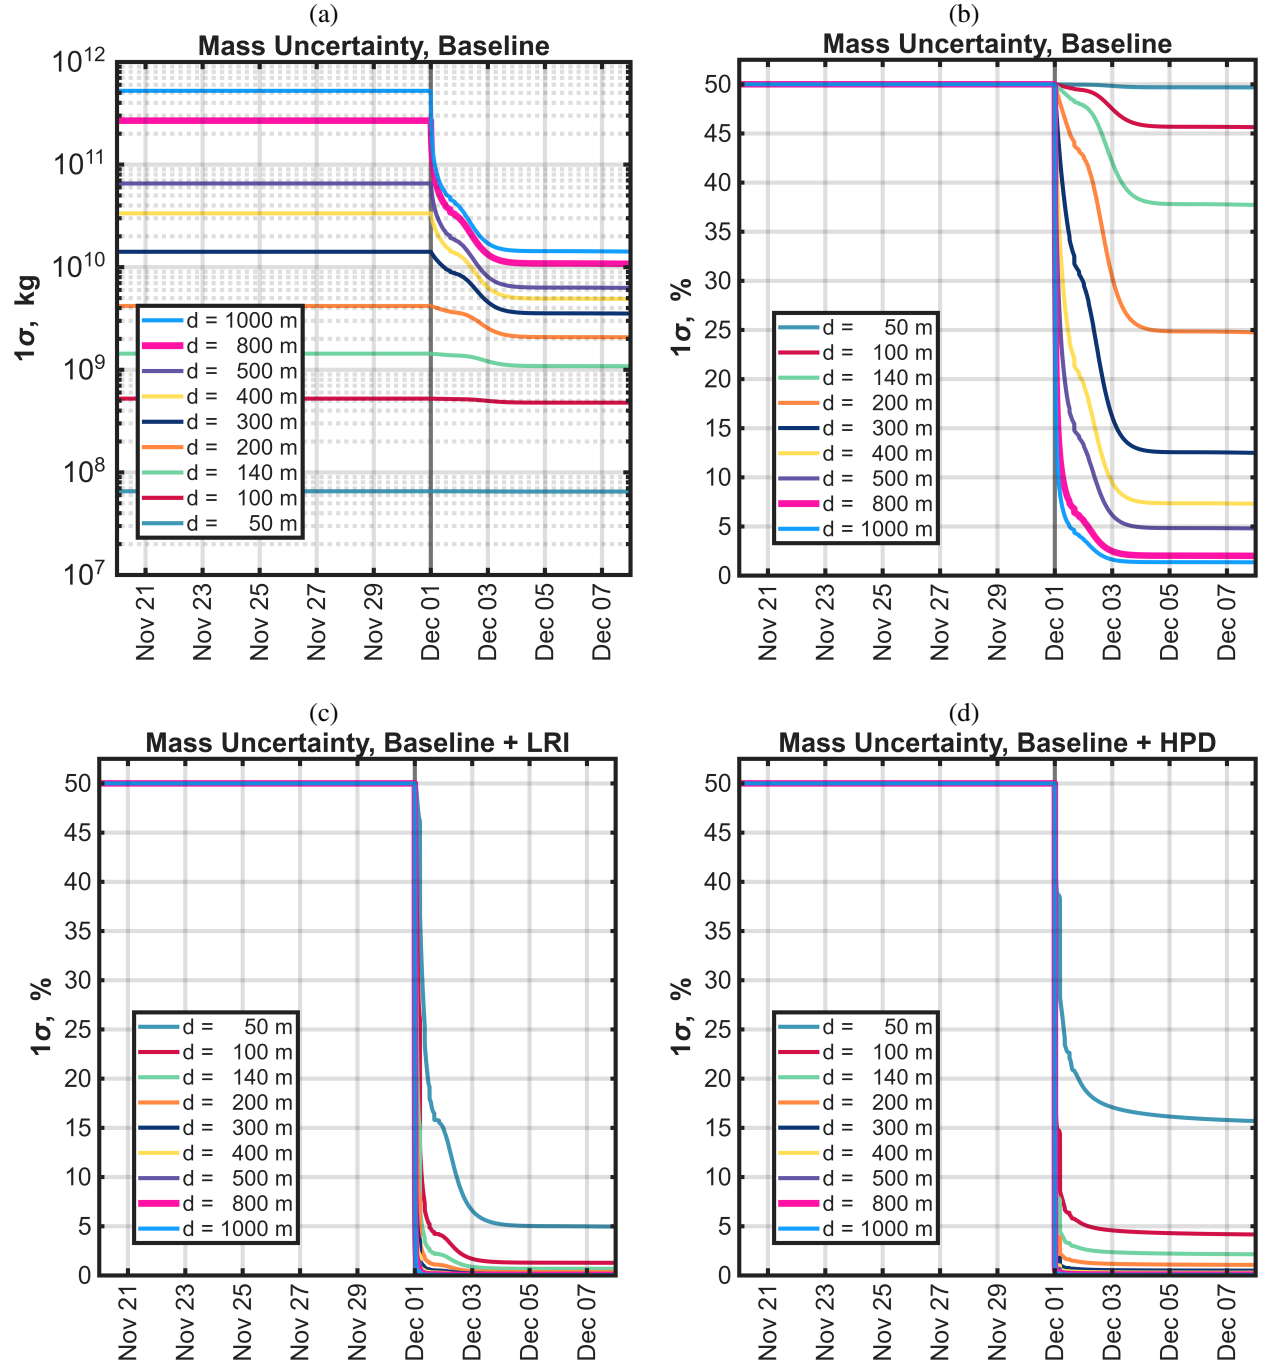 (a)
Mass Uncertainty, Baseline
10^12
10^11
10^10
10^9
10^8
10^7
1σ, kg
d = 1000 m
d = 800 m
d = 500 m
d = 400 m
d = 300 m
d = 200 m
d = 140 m
d = 100 m
d = 50 m
Nov 21
Nov 23
Nov 25
Nov 27
Nov 29
Dec 01
Dec 03
Dec 05
Dec 07
(b)
Mass Uncertainty, Baseline
50
45
40
35
30
25
20
15
10
5
0
1σ, %
d = 50 m
d = 100 m
d = 140 m
d = 200 m
d = 300 m
d = 400 m
d = 500 m
d = 800 m
d = 1000 m
Nov 21
Nov 23
Nov 25
Nov 27
Nov 29
Dec 01
Dec 03
Dec 05
Dec 07
(c)
Mass Uncertainty, Baseline + LRI
50
45
40
35
30
25
20
15
10
5
0
1σ, %
d = 50 m
d = 100 m
d = 140 m
d = 200 m
d = 300 m
d = 400 m
d = 500 m
d = 800 m
d = 1000 m
Nov 21
Nov 23
Nov 25
Nov 27
Nov 29
Dec 01
Dec 03
Dec 05
Dec 07
(d)
Mass Uncertainty, Baseline + HPD
50
45
40
35
30
25
20
15
10
5
0
1σ, %
d = 50 m
d = 100 m
d = 140 m
d = 200 m
d = 300 m
d = 400 m
d = 500 m
d = 800 m
d = 1000 m
Nov 21
Nov 23
Nov 25
Nov 27
Nov 29
Dec 01
Dec 03
Dec 05
Dec 07